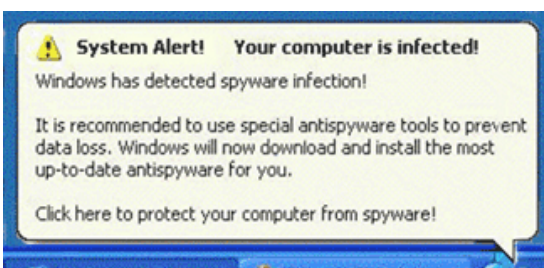 System Alert! Your computer is infected!
Windows has detected spyware infection!
It is recommended to use special antispyware tools to prevent
data loss. Windows will now download and install the most
up-to-date antispyware for you.
Click here to protect your computer from spyware!